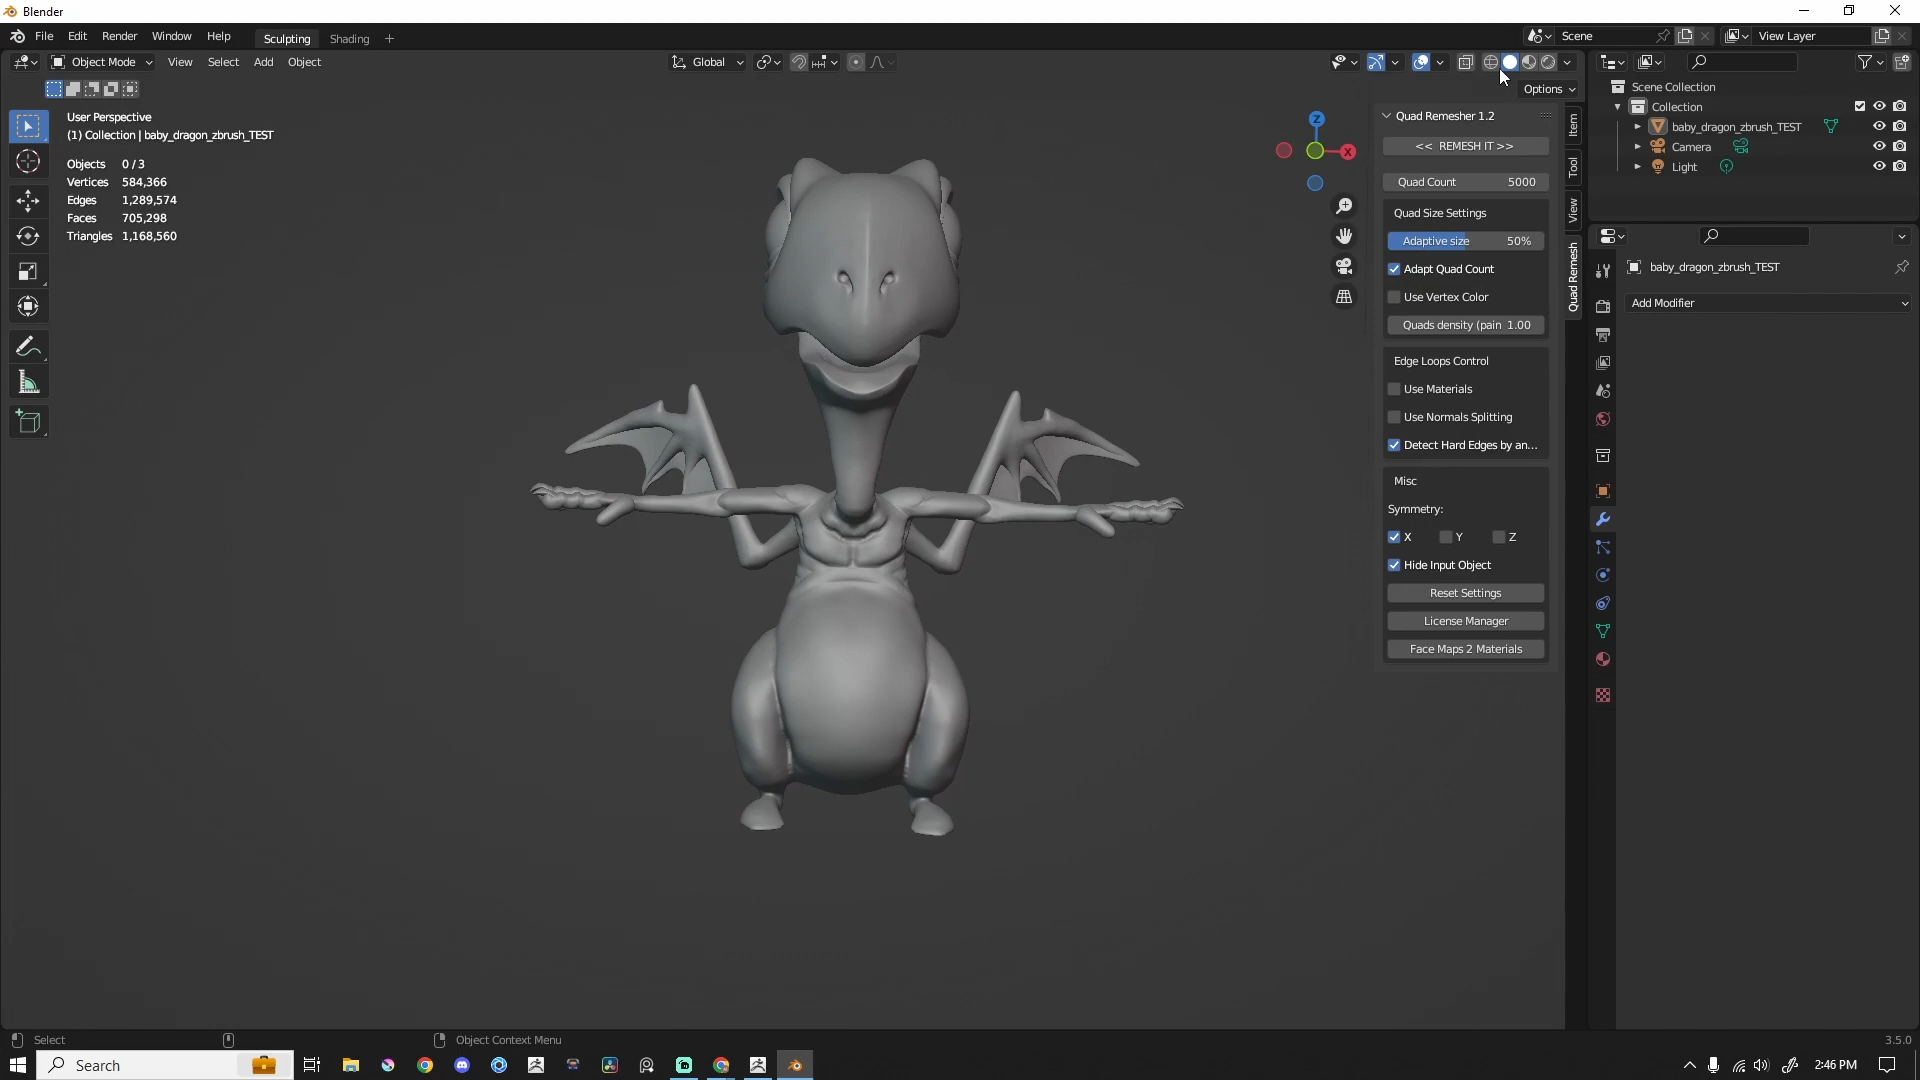 Blender
File Edit Render Window Help Sculpting Shading + Scene View Layer
Object Mode View Select Add Object Global
Options
User Perspective
(1) Collection | baby_dragon_zbrush_TEST
Objects 0/3
Vertices 584,366
Edges 1,289,574
Faces 705,298
Triangles 1,168,560
Z
X
Quad Remesher 1.2
<< REMESH IT >>
Quad Count 5000
Quad Size Settings
Adaptive size 50%
Adapt Quad Count
Use Vertex Color
Quads density (pain 1.00
Edge Loops Control
Use Materials
Use Normals Splitting
Detect Hard Edges by an...
Misc
Symmetry:
X Y Z
Hide Input Object
Reset Settings
License Manager
Face Maps 2 Materials
Item
Tool
View
Quad Remesh
Scene Collection
Collection
baby_dragon_zbrush_TEST
Camera
Light
baby_dragon_zbrush_TEST
Add Modifier
Select
Object Context Menu
3.5.0
Search
2:46 PM